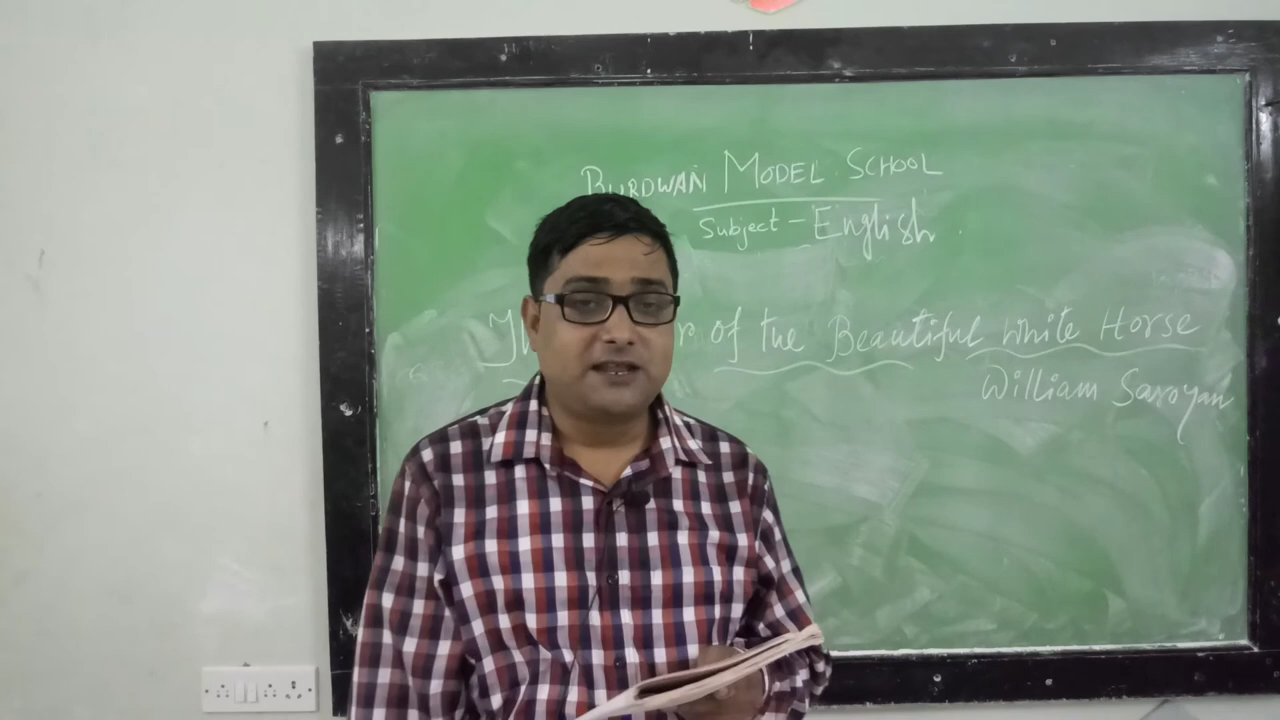 BURDWAN MODEL SCHOOL
Subject - English.
of the Beautiful White Horse
William Saroyan